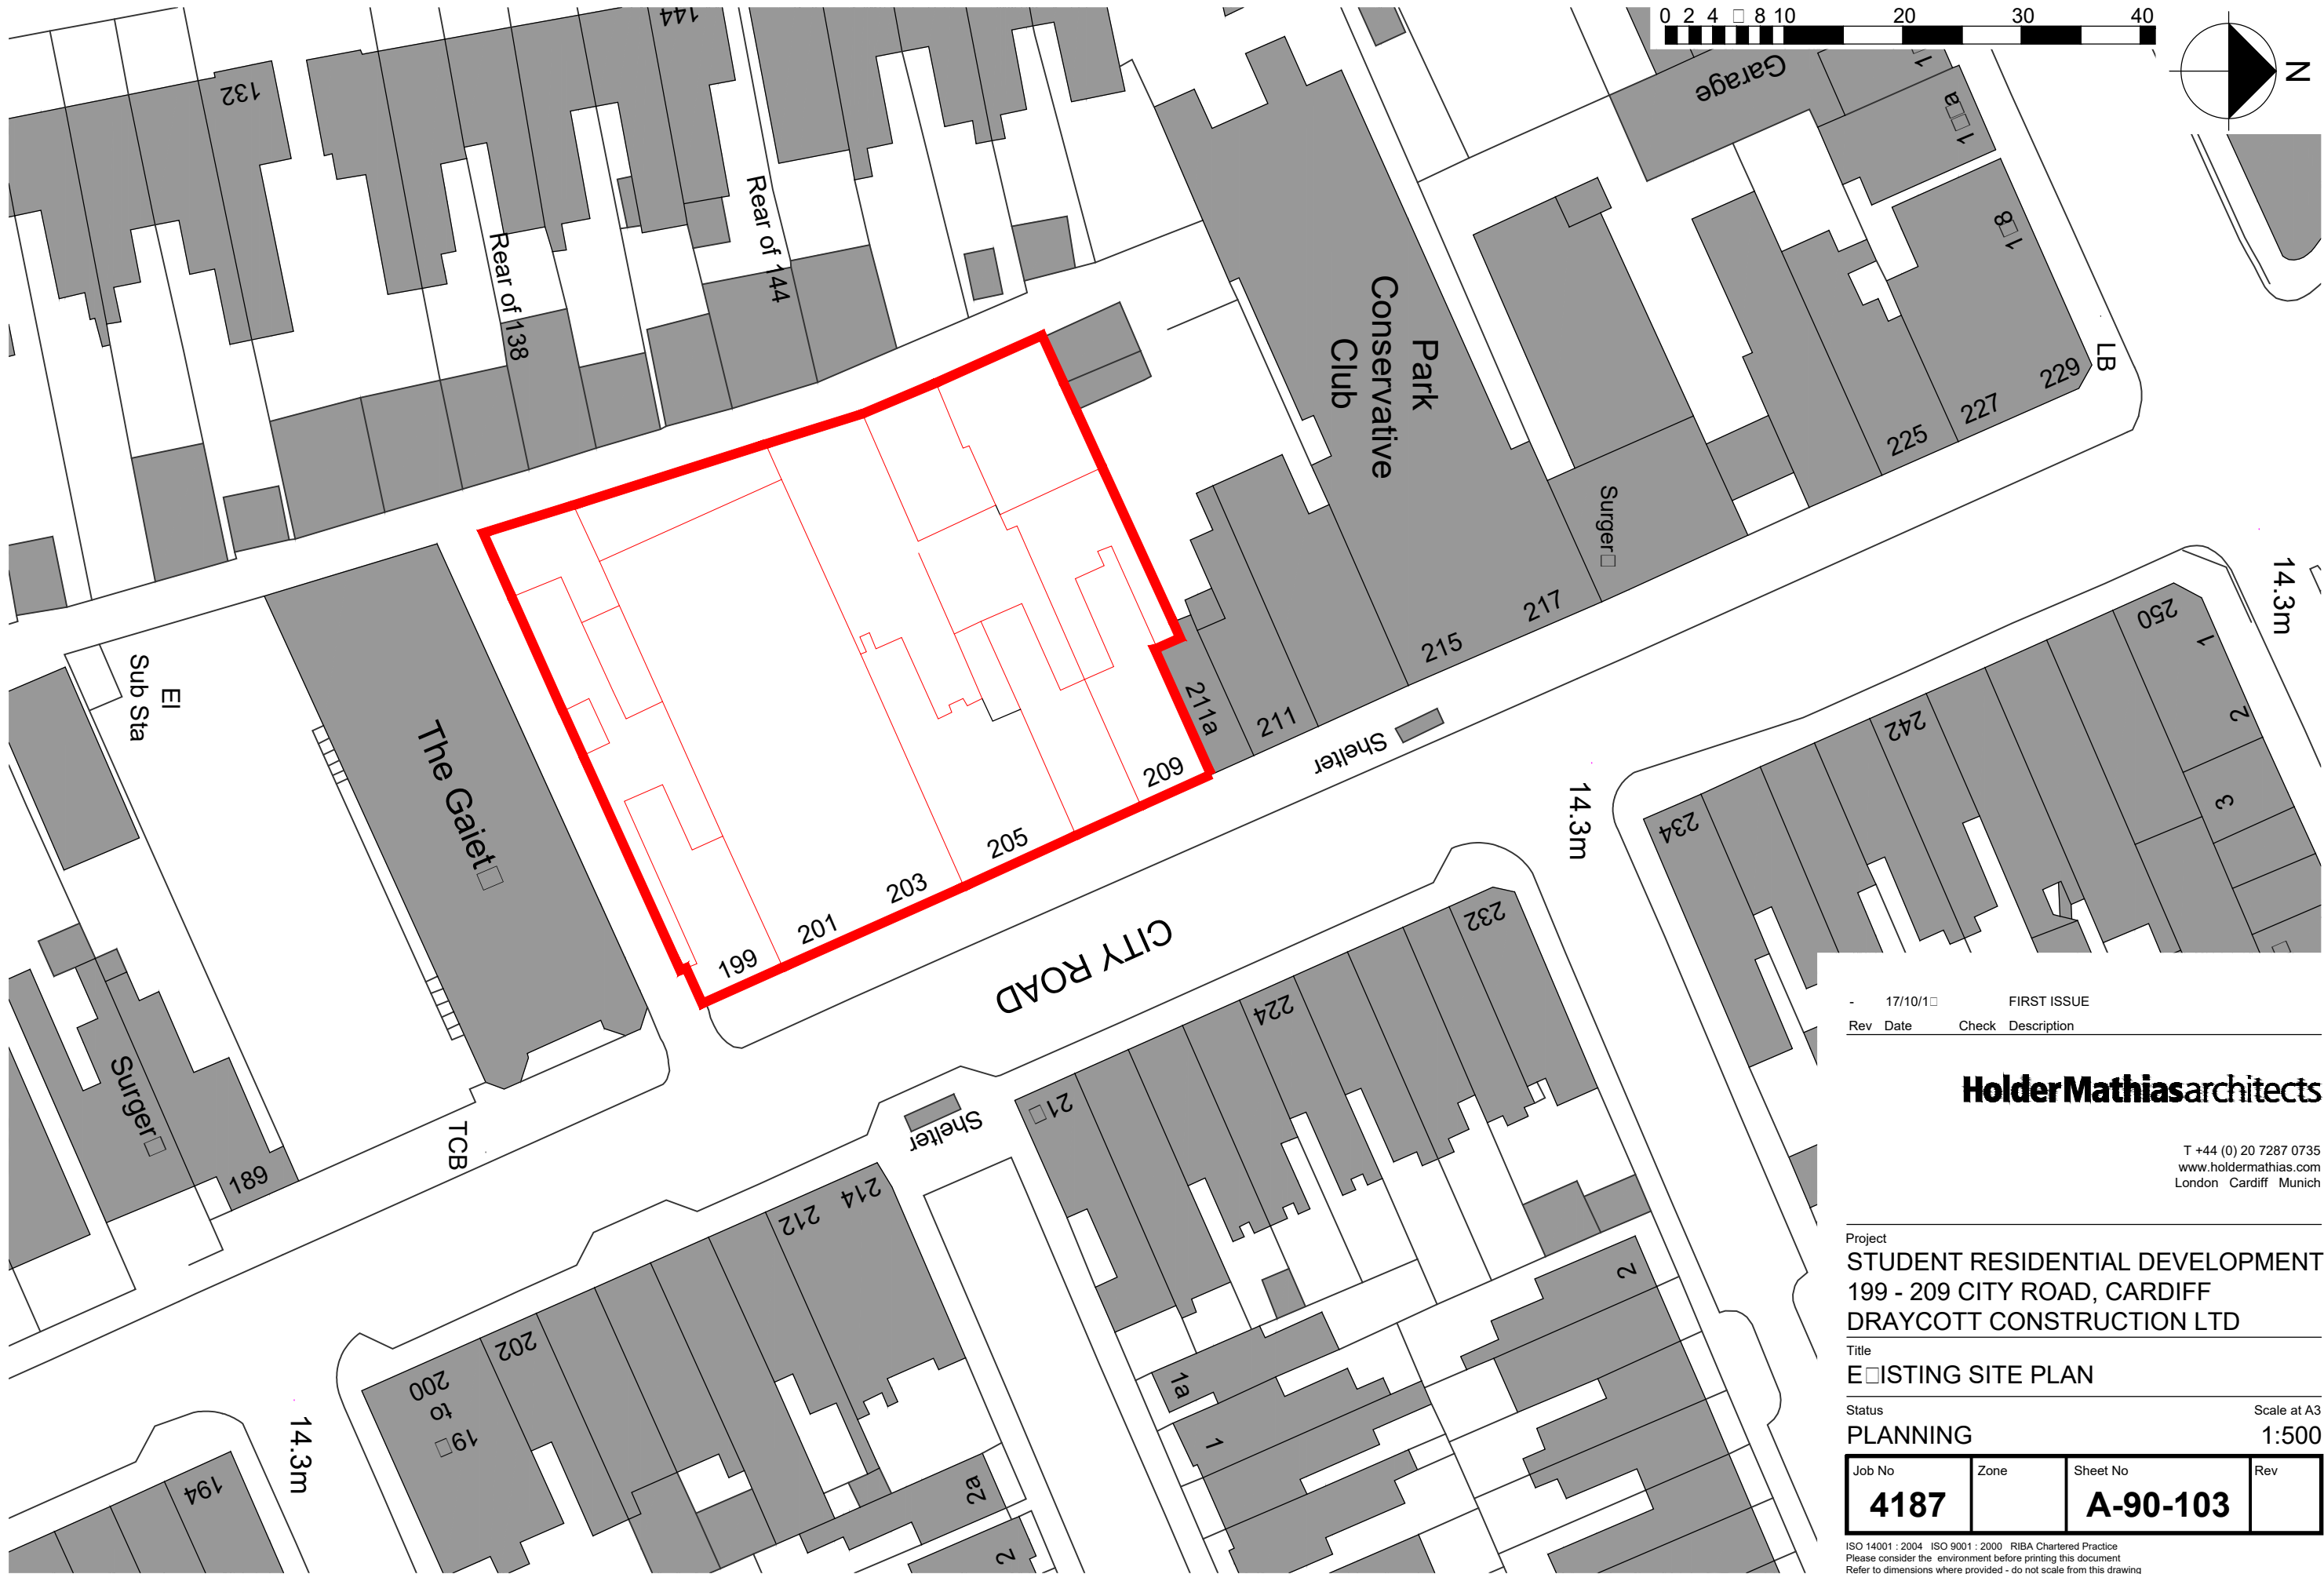 0 2 4 □ 8 10 20 30 40
N
144
132
Garage
1
1□□a
1□8
Rear of 138
Rear of 144
Park
Conservative
Club
LB
229
227
225
Surger□
217
215
211
211a
209
205
203
201
199
Shelter
El
Sub Sta
The Gaiet□
14.3m
250
1
2
3
242
234
14.3m
CITY ROAD
232
224
21□
Shelter
Surger□
189
TCB
214
212
202
200
to
19□
194
14.3m
2a
2
1a
1
2
- 17/10/1□ FIRST ISSUE
Rev Date Check Description
HolderMathiasarchitects
T +44 (0) 20 7287 0735
www.holdermathias.com
London Cardiff Munich
Project
STUDENT RESIDENTIAL DEVELOPMENT
199 - 209 CITY ROAD, CARDIFF
DRAYCOTT CONSTRUCTION LTD
Title
E□ISTING SITE PLAN
Status Scale at A3
PLANNING 1:500
Job No Zone Sheet No Rev
4187 A-90-103
ISO 14001 : 2004 ISO 9001 : 2000 RIBA Chartered Practice
Please consider the environment before printing this document
Refer to dimensions where provided - do not scale from this drawing